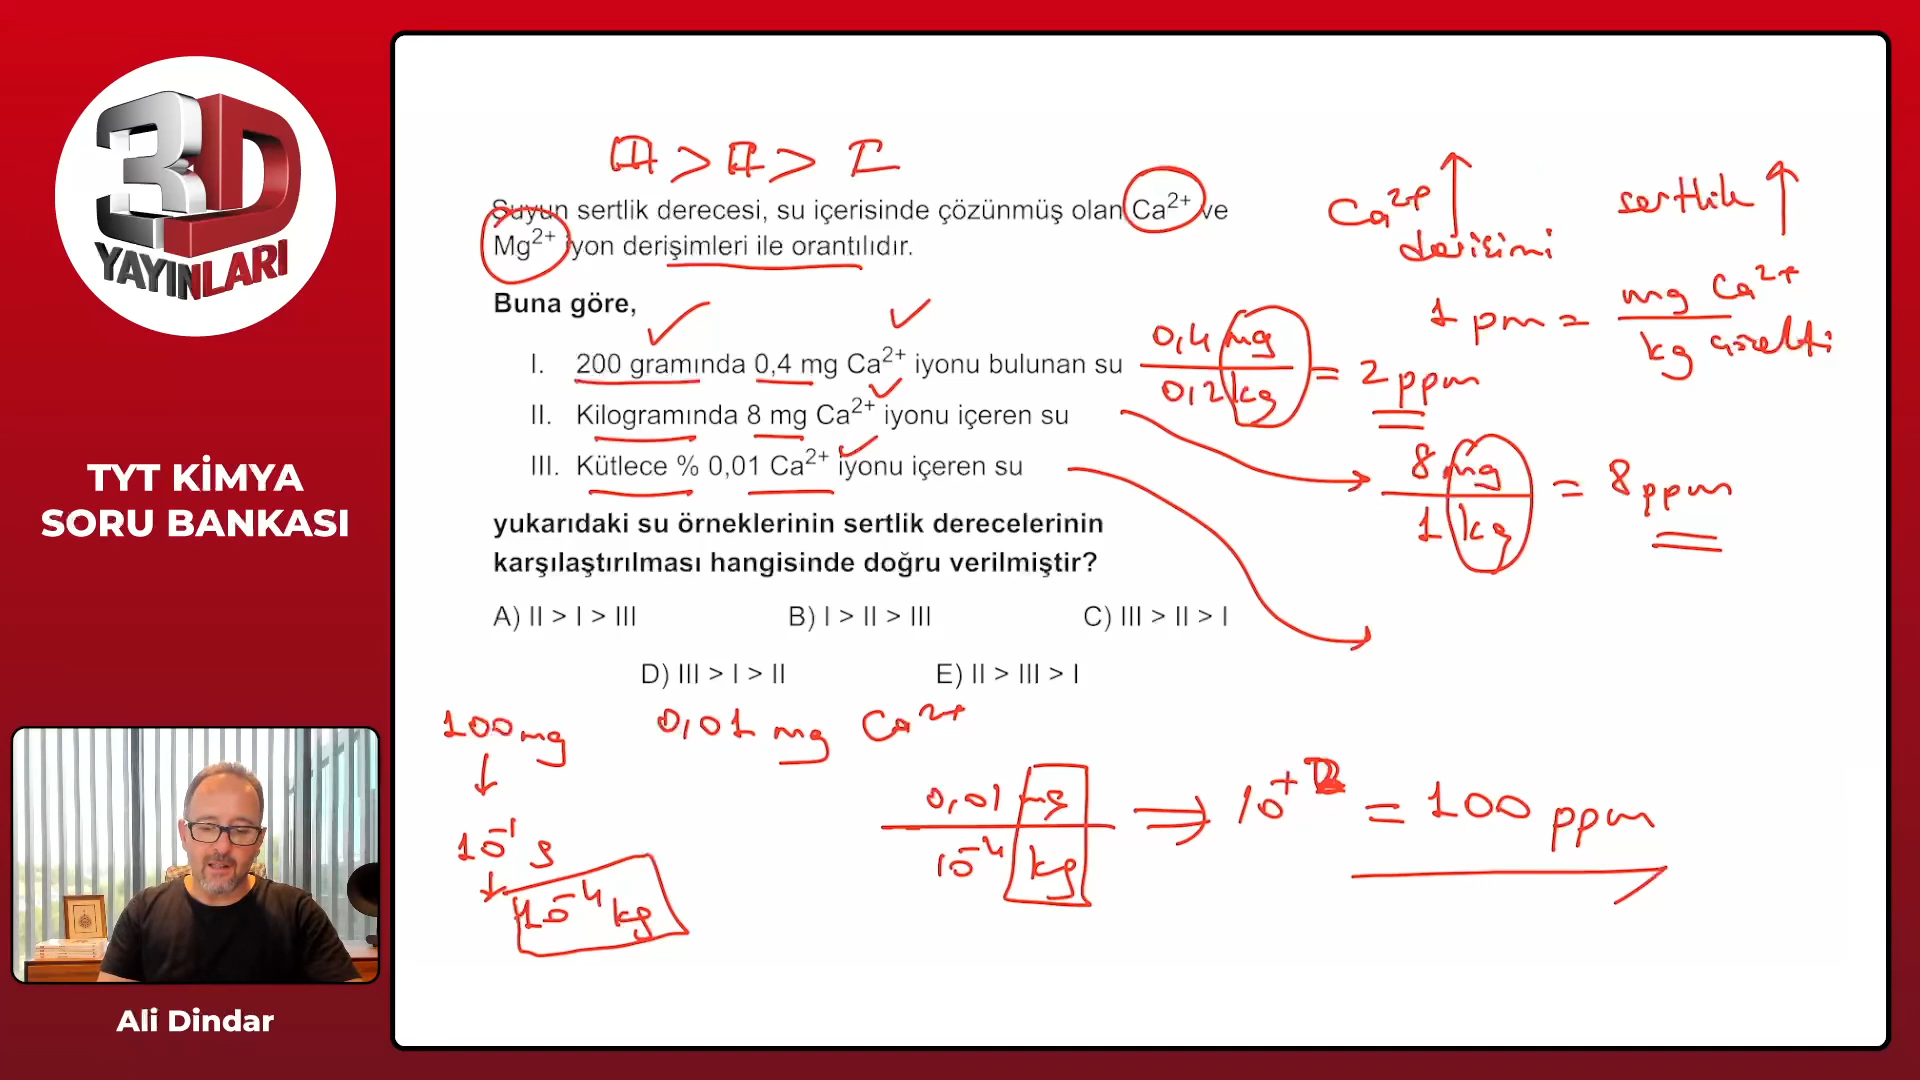 3D
YAYINLARI
TYT KİMYA
SORU BANKASI
Ali Dindar
III > II > I
Suyun sertlik derecesi, su içerisinde çözünmüş olan Ca²⁺ ve
Mg²⁺ iyon derişimleri ile orantılıdır.
Buna göre,
I. 200 gramında 0,4 mg Ca²⁺ iyonu bulunan su
II. Kilogramında 8 mg Ca²⁺ iyonu içeren su
III. Kütlece % 0,01 Ca²⁺ iyonu içeren su
yukarıdaki su örneklerinin sertlik derecelerinin
karşılaştırılması hangisinde doğru verilmiştir?
A) II > I > III B) I > II > III C) III > II > I
D) III > I > II E) II > III > I
Ca²⁺ ↑ sertlik ↑
derişimi
1 ppm = mg Ca²⁺ / kg çözelti
0,4 mg / 0,2 kg = 2 ppm
8 mg / 1 kg = 8 ppm
100 mg 0,01 mg Ca²⁺
↓
10⁻¹ g
↓
10⁻⁴ kg
0,01 mg / 10⁻⁴ kg ⇒ 10⁺² = 100 ppm